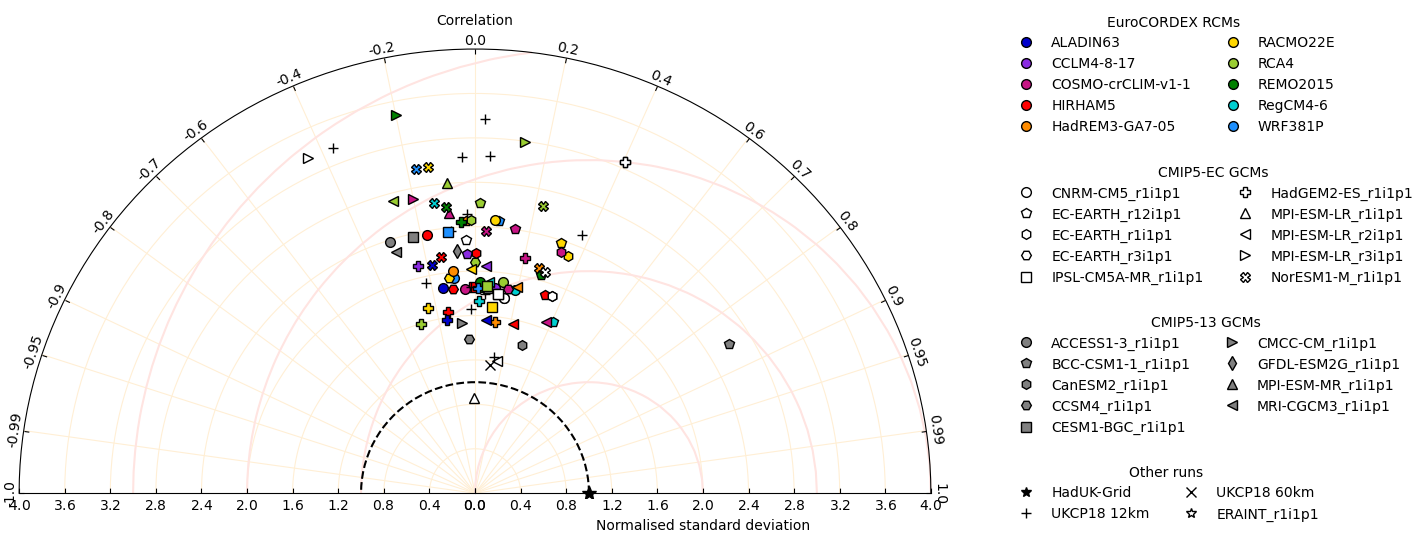 Correlation
0.0
-0.2
0.2
-0.4
0.4
-0.6
0.6
-0.7
0.7
-0.8
0.8
-0.9
0.9
-0.95
0.95
-0.99
0.99
-1.0
1.0
4.0 3.6 3.2 2.8 2.4 2.0 1.6 1.2 0.8 0.4 0.0 0.4 0.8 1.2 1.6 2.0 2.4 2.8 3.2 3.6 4.0
Normalised standard deviation
EuroCORDEX RCMs
ALADIN63 RACMO22E
CCLM4-8-17 RCA4
COSMO-crCLIM-v1-1 REMO2015
HIRHAM5 RegCM4-6
HadREM3-GA7-05 WRF381P
CMIP5-EC GCMs
CNRM-CM5_r1i1p1 HadGEM2-ES_r1i1p1
EC-EARTH_r12i1p1 MPI-ESM-LR_r1i1p1
EC-EARTH_r1i1p1 MPI-ESM-LR_r2i1p1
EC-EARTH_r3i1p1 MPI-ESM-LR_r3i1p1
IPSL-CM5A-MR_r1i1p1 NorESM1-M_r1i1p1
CMIP5-13 GCMs
ACCESS1-3_r1i1p1 CMCC-CM_r1i1p1
BCC-CSM1-1_r1i1p1 GFDL-ESM2G_r1i1p1
CanESM2_r1i1p1 MPI-ESM-MR_r1i1p1
CCSM4_r1i1p1 MRI-CGCM3_r1i1p1
CESM1-BGC_r1i1p1
Other runs
HadUK-Grid UKCP18 60km
UKCP18 12km ERAINT_r1i1p1